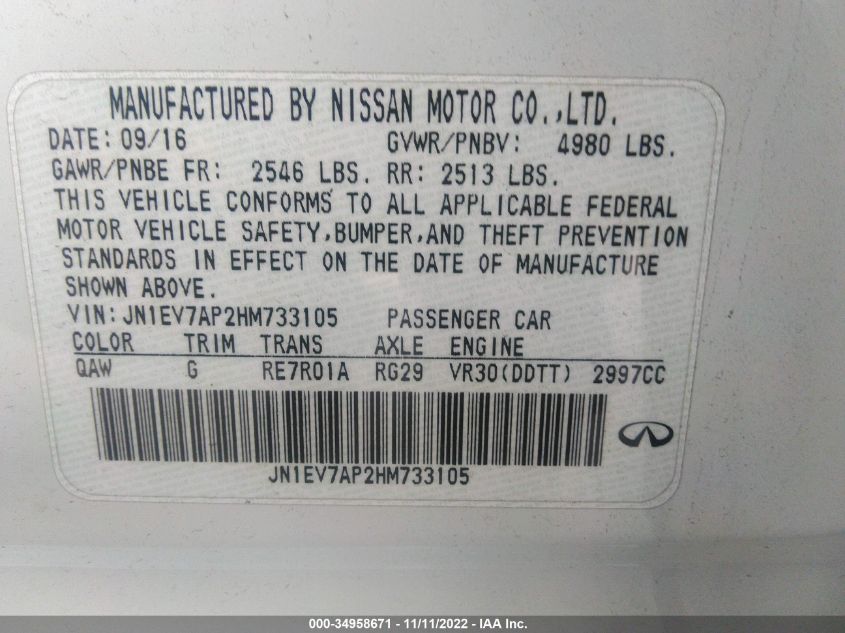 MANUFACTURED BY NISSAN MOTOR CO.,LTD.
DATE: 09/16 GVWR/PNBV: 4980 LBS.
GAWR/PNBE FR: 2546 LBS. RR: 2513 LBS.
THIS VEHICLE CONFORMS TO ALL APPLICABLE FEDERAL
MOTOR VEHICLE SAFETY,BUMPER,AND THEFT PREVENTION
STANDARDS IN EFFECT ON THE DATE OF MANUFACTURE
SHOWN ABOVE.
VIN: JN1EV7AP2HM733105 PASSENGER CAR
COLOR TRIM TRANS AXLE ENGINE
QAW G RE7R01A RG29 VR30(DDTT) 2997CC
JN1EV7AP2HM733105
000-34958671 - 11/11/2022 - IAA Inc.